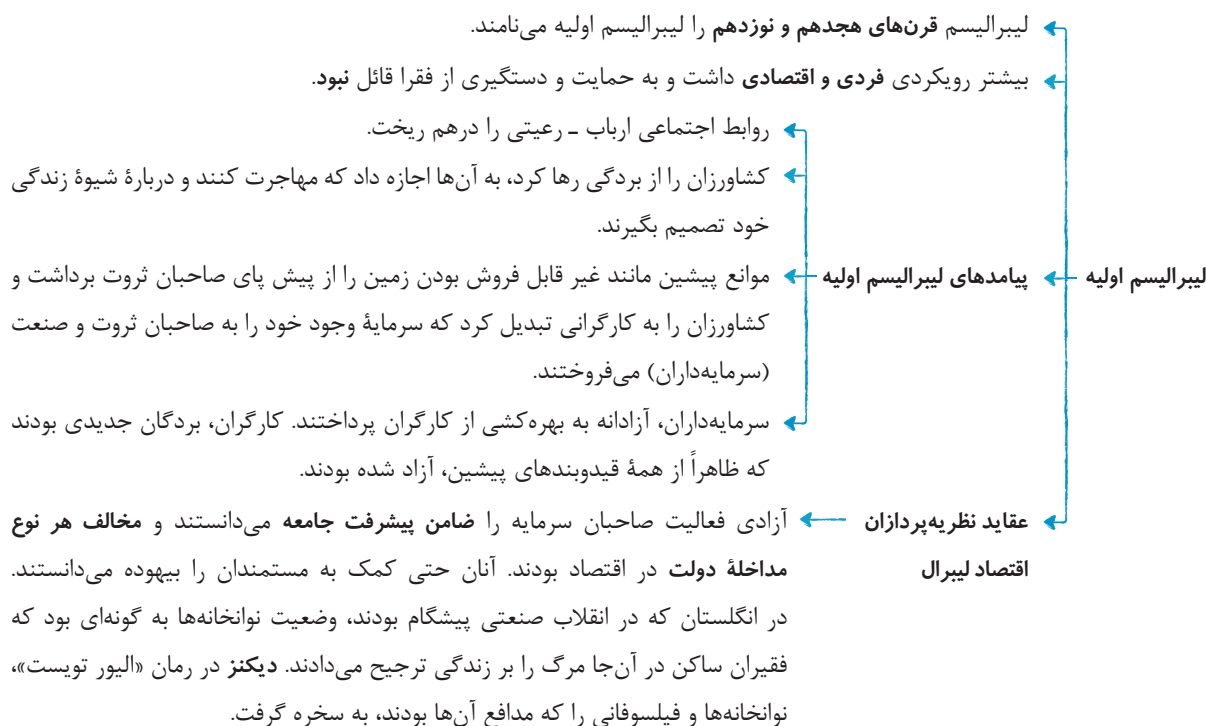 لیبرالیسم قرن‌های هجدهم و نوزدهم را لیبرالیسم اولیه می‌نامند.
بیشتر رویکردی فردی و اقتصادی داشت و به حمایت و دستگیری از فقرا قائل نبود.
روابط اجتماعی ارباب ـ رعیتی را درهم ریخت.
کشاورزان را از بردگی رها کرد، به آن‌ها اجازه داد که مهاجرت کنند و دربارهٔ شیوهٔ زندگی
خود تصمیم بگیرند.
لیبرالیسم اولیه
پیامدهای لیبرالیسم اولیه
موانع پیشین مانند غیر قابل فروش بودن زمین را از پیش پای صاحبان ثروت برداشت و
کشاورزان را به کارگرانی تبدیل کرد که سرمایهٔ وجود خود را به صاحبان ثروت و صنعت
(سرمایه‌داران) می‌فروختند.
سرمایه‌داران، آزادانه به بهره‌کشی از کارگران پرداختند. کارگران، بردگان جدیدی بودند
که ظاهراً از همهٔ قیدوبندهای پیشین، آزاد شده بودند.
عقاید نظریه‌پردازان
اقتصاد لیبرال
آزادی فعالیت صاحبان سرمایه را ضامن پیشرفت جامعه می‌دانستند و مخالف هر نوع
مداخلهٔ دولت در اقتصاد بودند. آنان حتی کمک به مستمندان را بیهوده می‌دانستند.
در انگلستان که در انقلاب صنعتی پیشگام بودند، وضعیت نوانخانه‌ها به گونه‌ای بود که
فقیران ساکن در آن‌جا مرگ را بر زندگی ترجیح می‌دادند. دیکنز در رمان «الیور تویست»،
نوانخانه‌ها و فیلسوفانی را که مدافع آن‌ها بودند، به سخره گرفت.